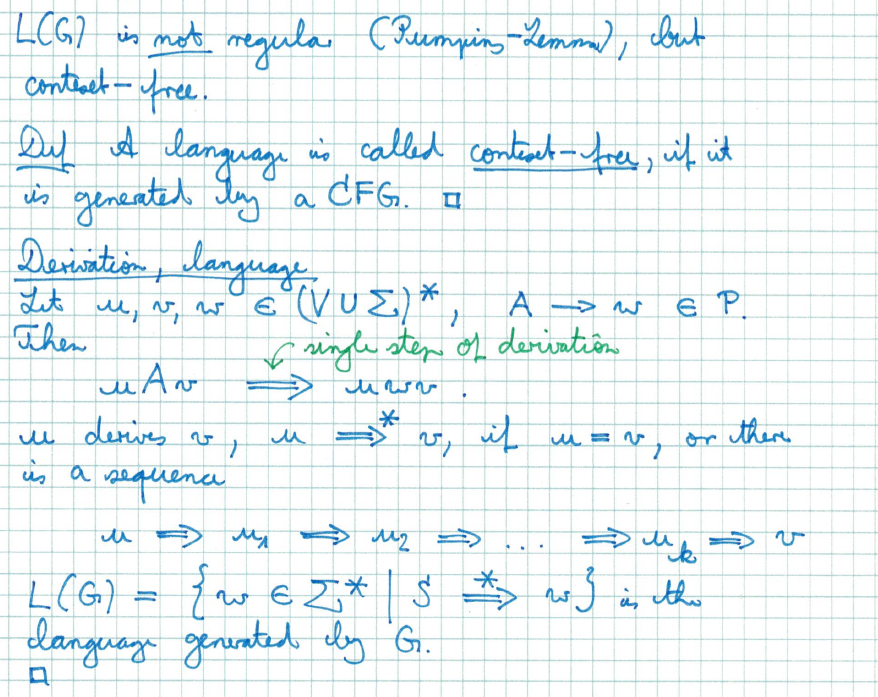 L(G) is not regular (Pumping-Lemma), but
context-free.
Def A language is called context-free, if it
is generated by a CFG. □
Derivation, language
Let u, v, w ∈ (V ∪ Σ)*, A → w ∈ P.
Then
single step of derivation
uAv ⟹ uwv.
u derives v, u ⟹* v, if u = v, or there
is a sequence
u ⟹ u₁ ⟹ u₂ ⟹ ... ⟹ u_k ⟹ v
L(G) = {w ∈ Σ* | S ⟹* w} is the
language generated by G.
□